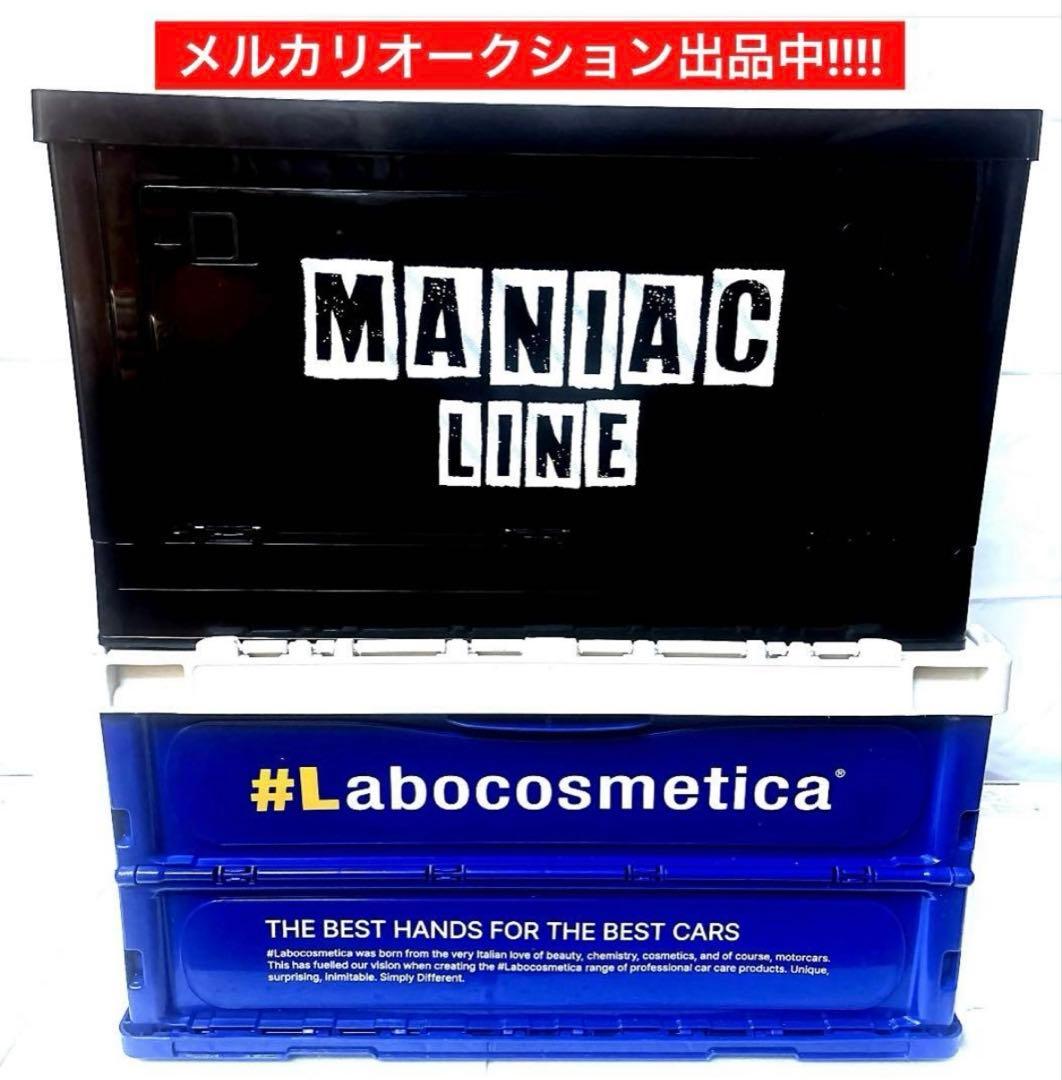 メルカリオークション出品中!!!!
MANIAC
LINE
#Labocosmetica®
THE BEST HANDS FOR THE BEST CARS
#Labocosmetica was born from the very Italian love of beauty, chemistry, cosmetics, and of course, motorcars.
This has fuelled our vision when creating the #Labocosmetica range of professional car care products. Unique,
surprising, inimitable. Simply Different.